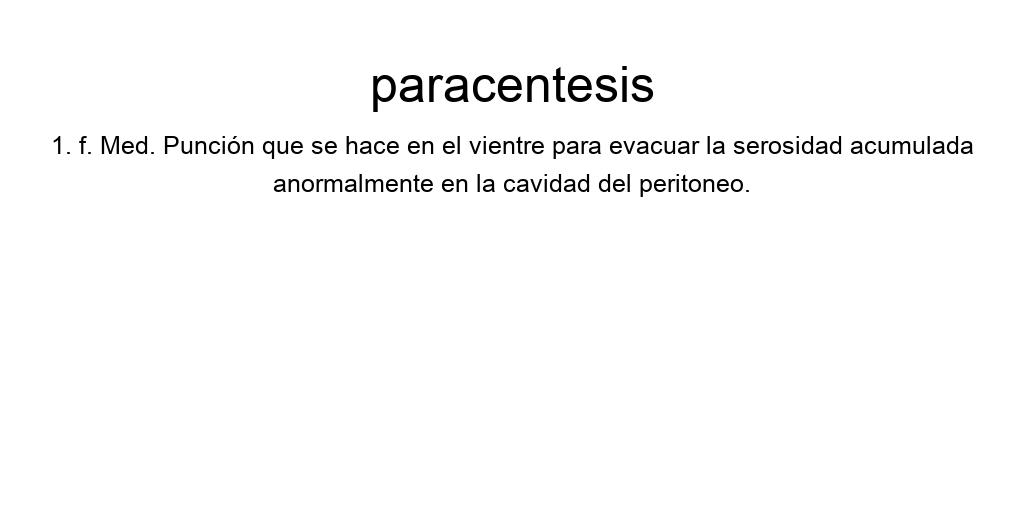 paracentesis
1. f. Med. Punción que se hace en el vientre para evacuar la serosidad acumulada
anormalmente en la cavidad del peritoneo.